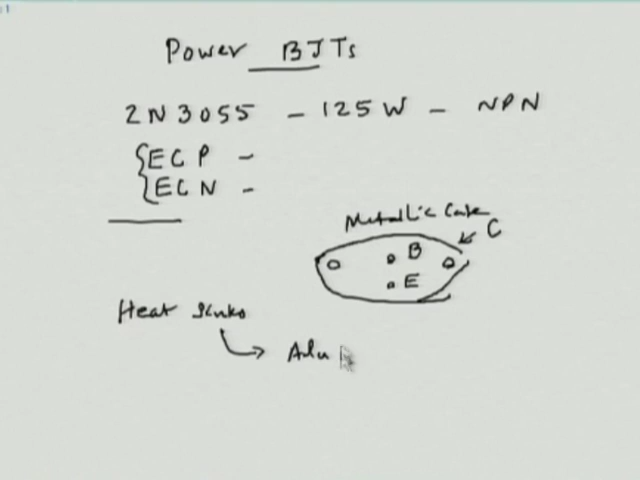 Power BJTs
2N3055 - 125W - NPN
ECP -
ECN -
Metallic Case
C
B
E
Heat Sinks
Alu